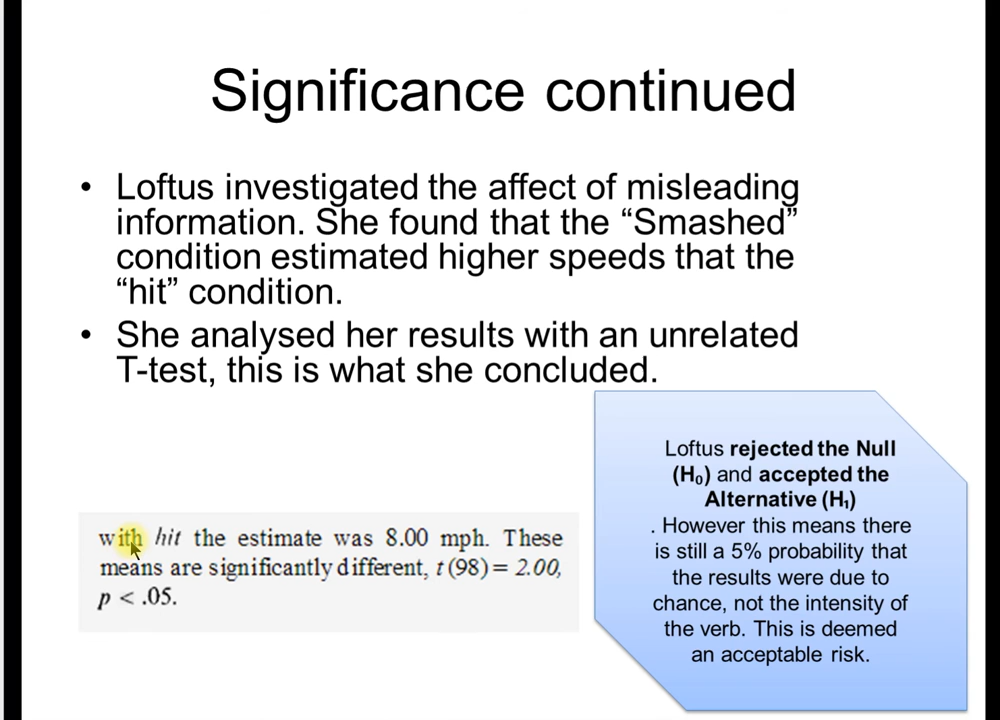 Significance continued
• Loftus investigated the affect of misleading
information. She found that the “Smashed”
condition estimated higher speeds that the
“hit” condition.
• She analysed her results with an unrelated
T-test, this is what she concluded.
with hit the estimate was 8.00 mph. These
means are significantly different, t (98) = 2.00,
p < .05.
Loftus rejected the Null
(H₀) and accepted the
Alternative (H₁)
. However this means there
is still a 5% probability that
the results were due to
chance, not the intensity of
the verb. This is deemed
an acceptable risk.